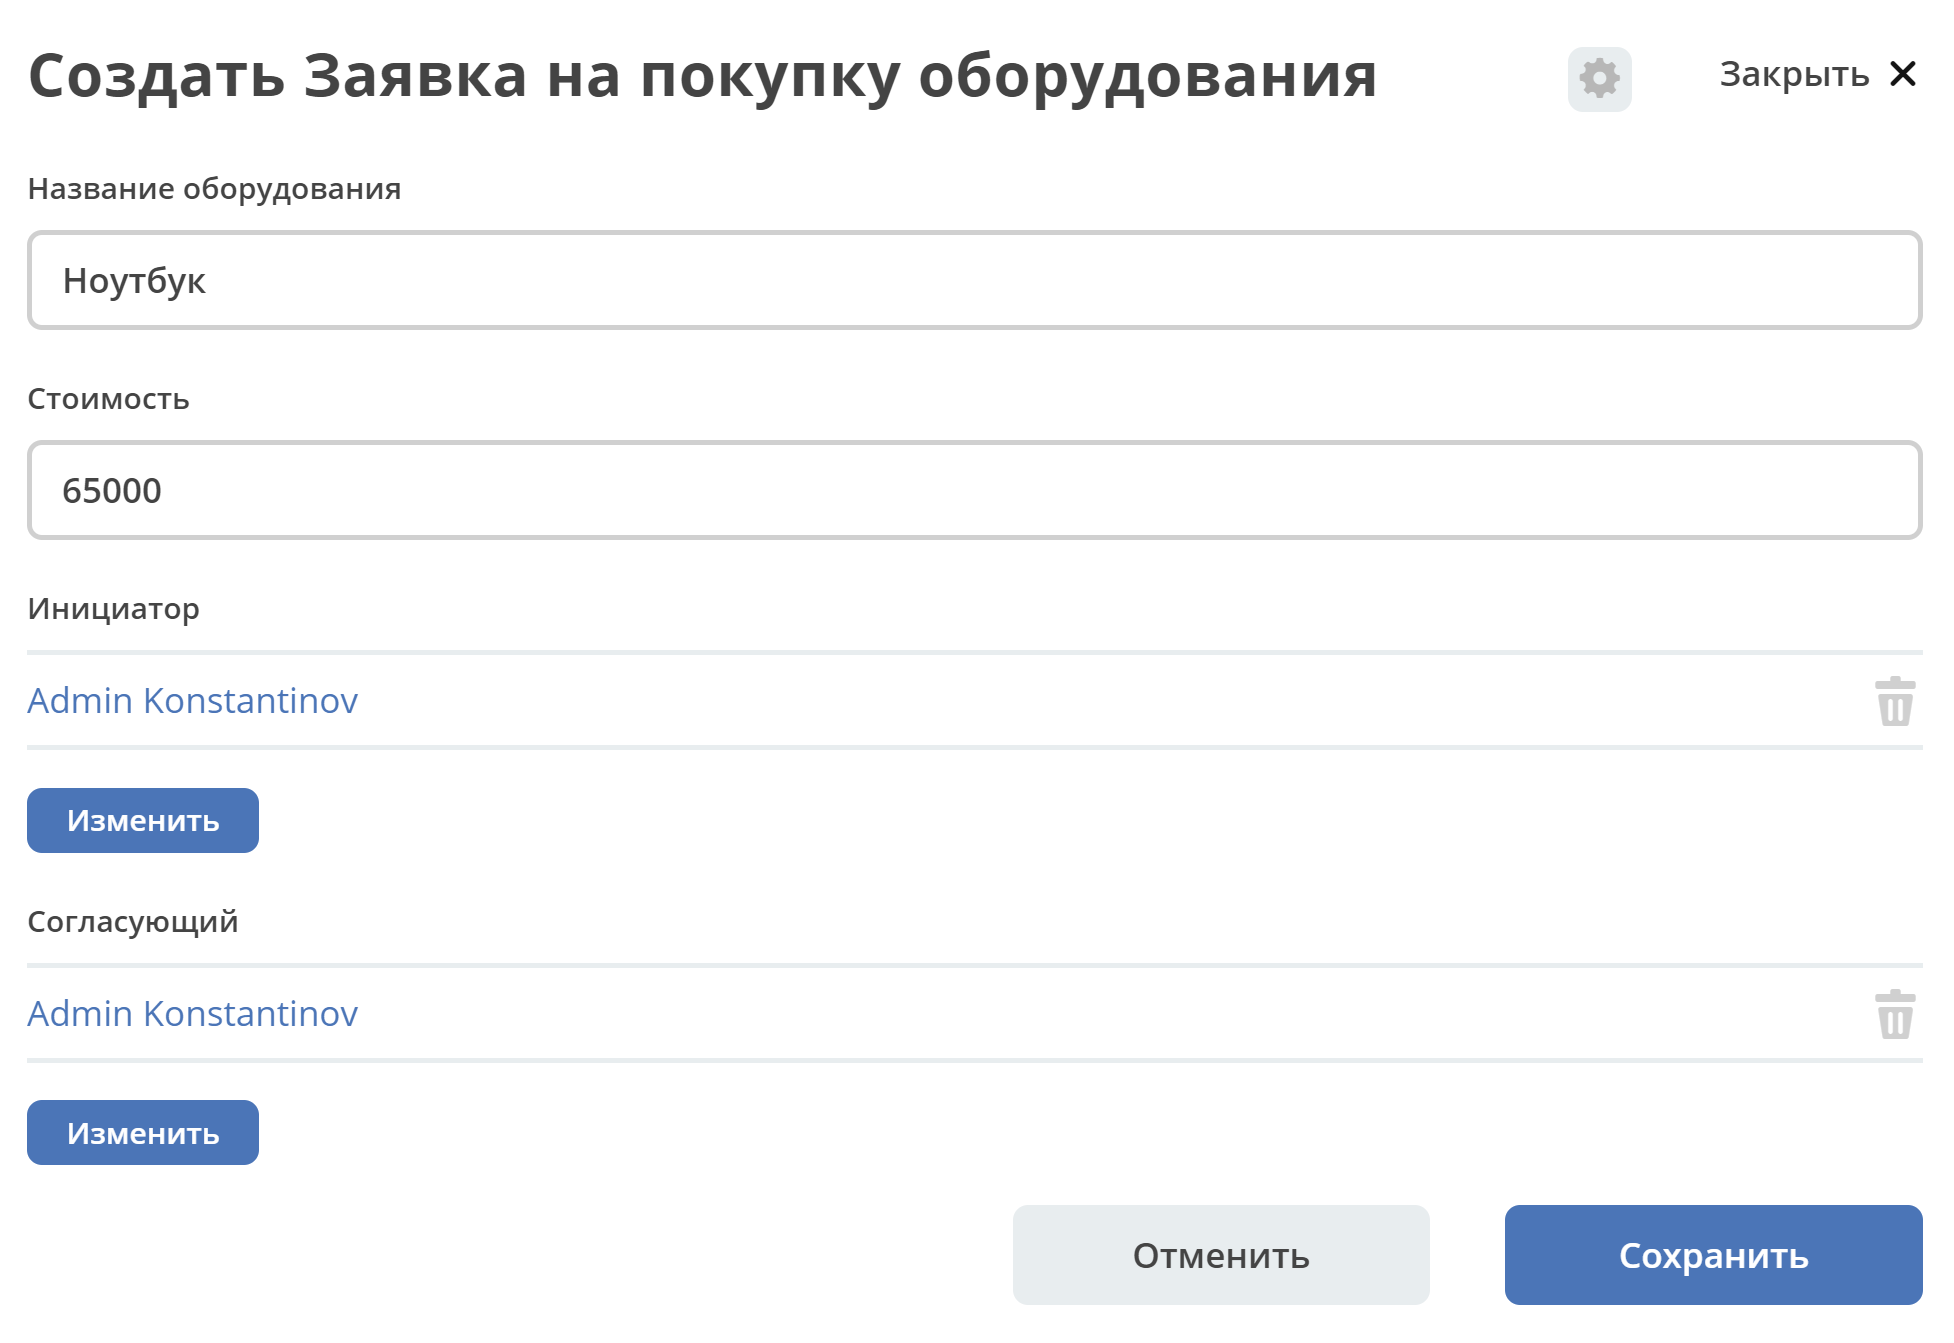 Создать Заявка на покупку оборудования
Закрыть
Название оборудования
Ноутбук
Стоимость
65000
Инициатор
Admin Konstantinov
Изменить
Согласующий
Admin Konstantinov
Изменить
Отменить
Сохранить